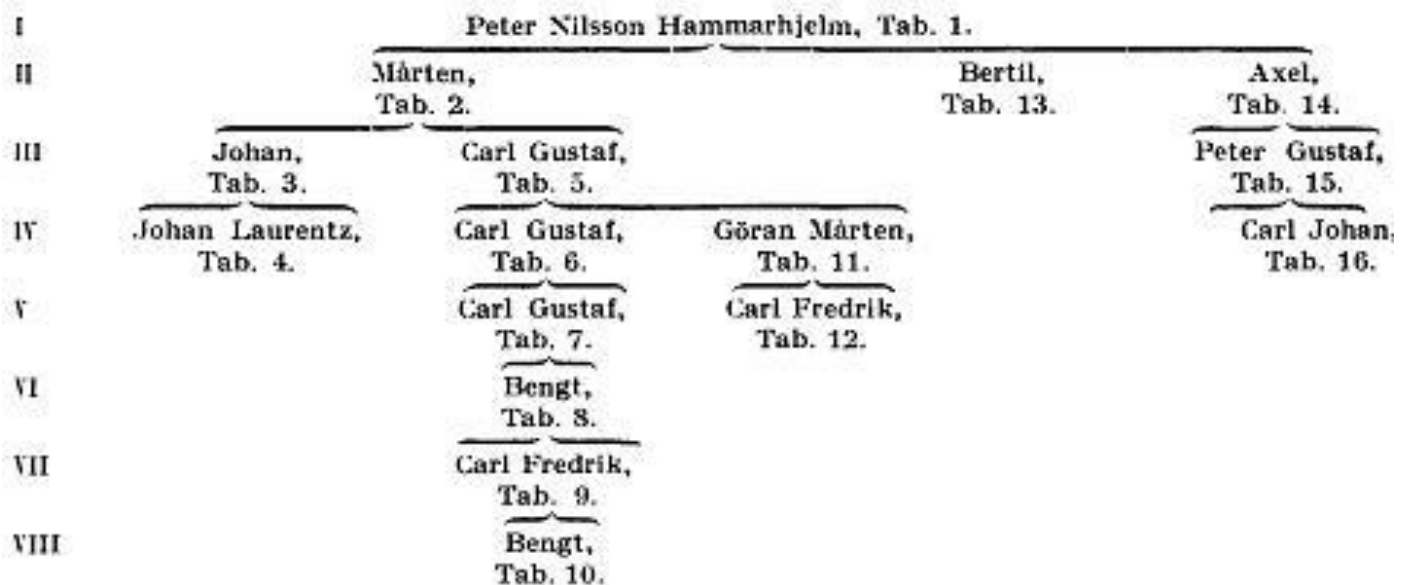 I Peter Nilsson Hammarhjelm, Tab. 1.
II Mårten, Bertil, Axel,
Tab. 2. Tab. 13. Tab. 14.
III Johan, Carl Gustaf, Peter Gustaf,
Tab. 3. Tab. 5. Tab. 15.
IV Johan Laurentz, Carl Gustaf, Göran Mårten, Carl Johan,
Tab. 4. Tab. 6. Tab. 11. Tab. 16.
V Carl Gustaf, Carl Fredrik,
Tab. 7. Tab. 12.
VI Bengt,
Tab. 8.
VII Carl Fredrik,
Tab. 9.
VIII Bengt,
Tab. 10.